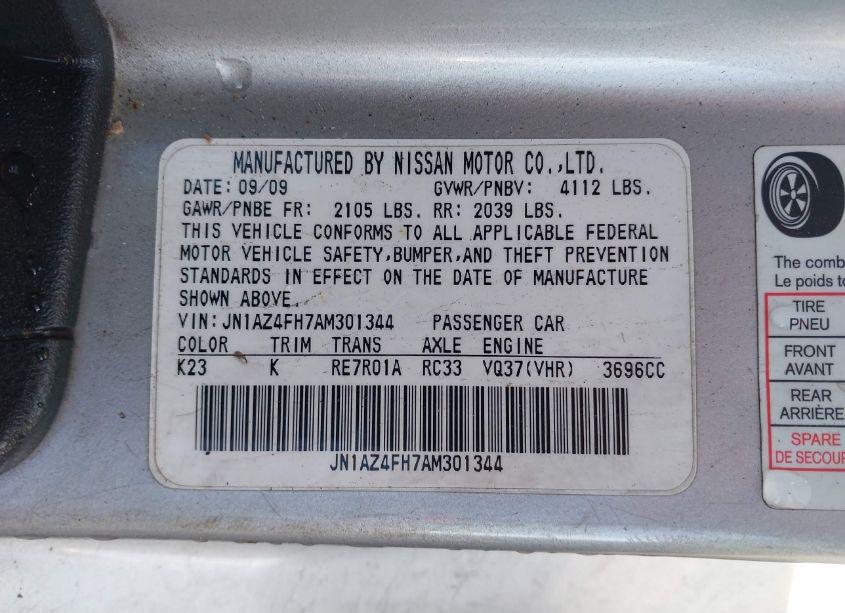 MANUFACTURED BY NISSAN MOTOR CO.,LTD.
DATE: 09/09 GVWR/PNBV: 4112 LBS.
GAWR/PNBE FR: 2105 LBS. RR: 2039 LBS.
THIS VEHICLE CONFORMS TO ALL APPLICABLE FEDERAL
MOTOR VEHICLE SAFETY,BUMPER,AND THEFT PREVENTION
STANDARDS IN EFFECT ON THE DATE OF MANUFACTURE
SHOWN ABOVE.
VIN: JN1AZ4FH7AM301344 PASSENGER CAR
COLOR TRIM TRANS AXLE ENGINE
K23 K RE7R01A RC33 VQ37(VHR) 3696CC
JN1AZ4FH7AM301344
The comb
Le poids to
TIRE
PNEU
FRONT
AVANT
REAR
ARRIÈRE
SPARE
DE SECOUR